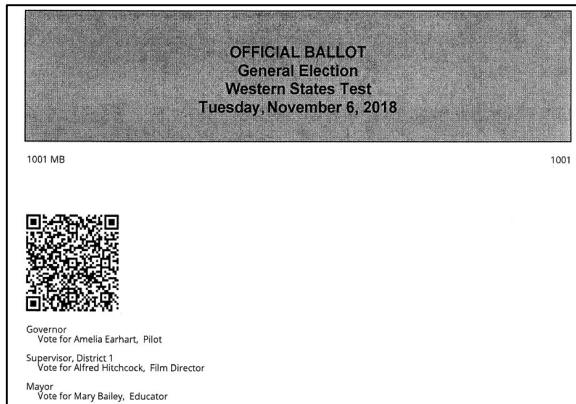 OFFICIAL BALLOT
General Election
Western States Test
Tuesday, November 6, 2018
1001 MB 1001
Governor
Vote for Amelia Earhart, Pilot
Supervisor, District 1
Vote for Alfred Hitchcock, Film Director
Mayor
Vote for Mary Bailey, Educator